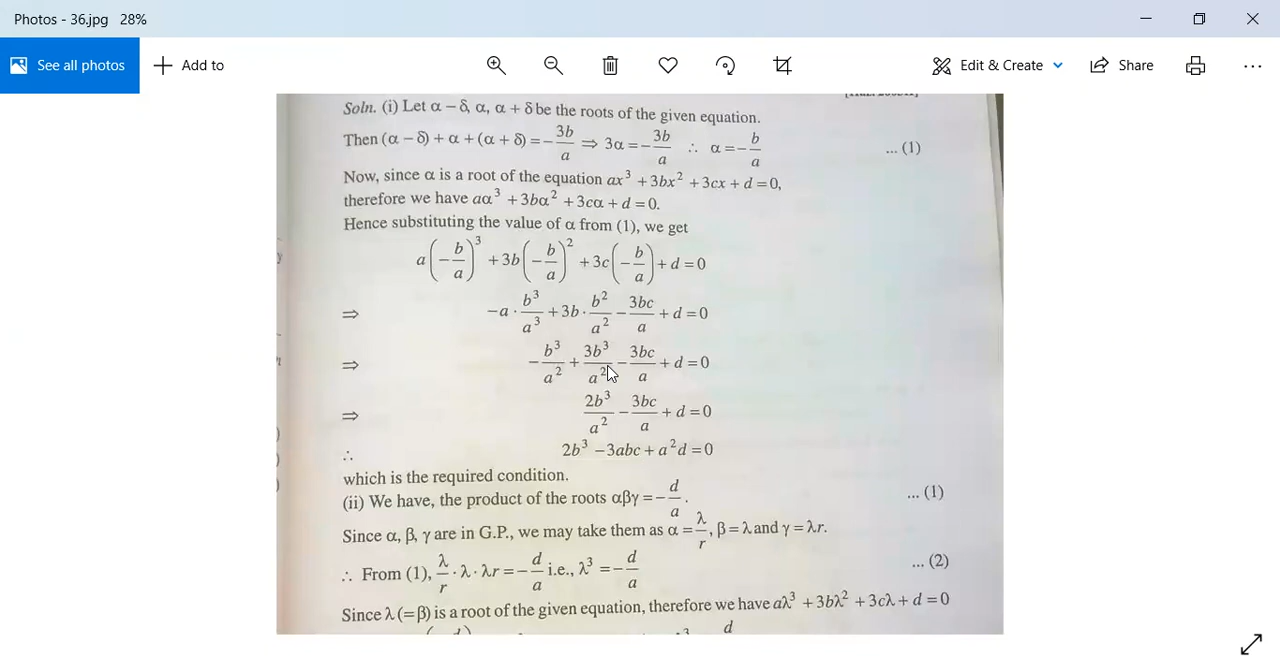 Photos - 36.jpg 28%
See all photos
Add to
Edit & Create
Share
Soln. (i) Let α – δ, α, α + δ be the roots of the given equation.
Then (α – δ) + α + (α + δ) = –3b/a ⇒ 3α = –3b/a ∴ α = –b/a ... (1)
Now, since α is a root of the equation ax³ + 3bx² + 3cx + d = 0,
therefore we have aα³ + 3bα² + 3cα + d = 0.
Hence substituting the value of α from (1), we get
a(–b/a)³ + 3b(–b/a)² + 3c(–b/a) + d = 0
⇒ –a · b³/a³ + 3b · b²/a² – 3bc/a + d = 0
⇒ –b³/a² + 3b³/a² – 3bc/a + d = 0
⇒ 2b³/a² – 3bc/a + d = 0
∴ 2b³ – 3abc + a²d = 0
which is the required condition.
(ii) We have, the product of the roots αβγ = –d/a. ... (1)
Since α, β, γ are in G.P., we may take them as α = λ/r, β = λ and γ = λr.
∴ From (1), λ/r · λ · λr = –d/a i.e., λ³ = –d/a ... (2)
Since λ (= β) is a root of the given equation, therefore we have aλ³ + 3bλ² + 3cλ + d = 0